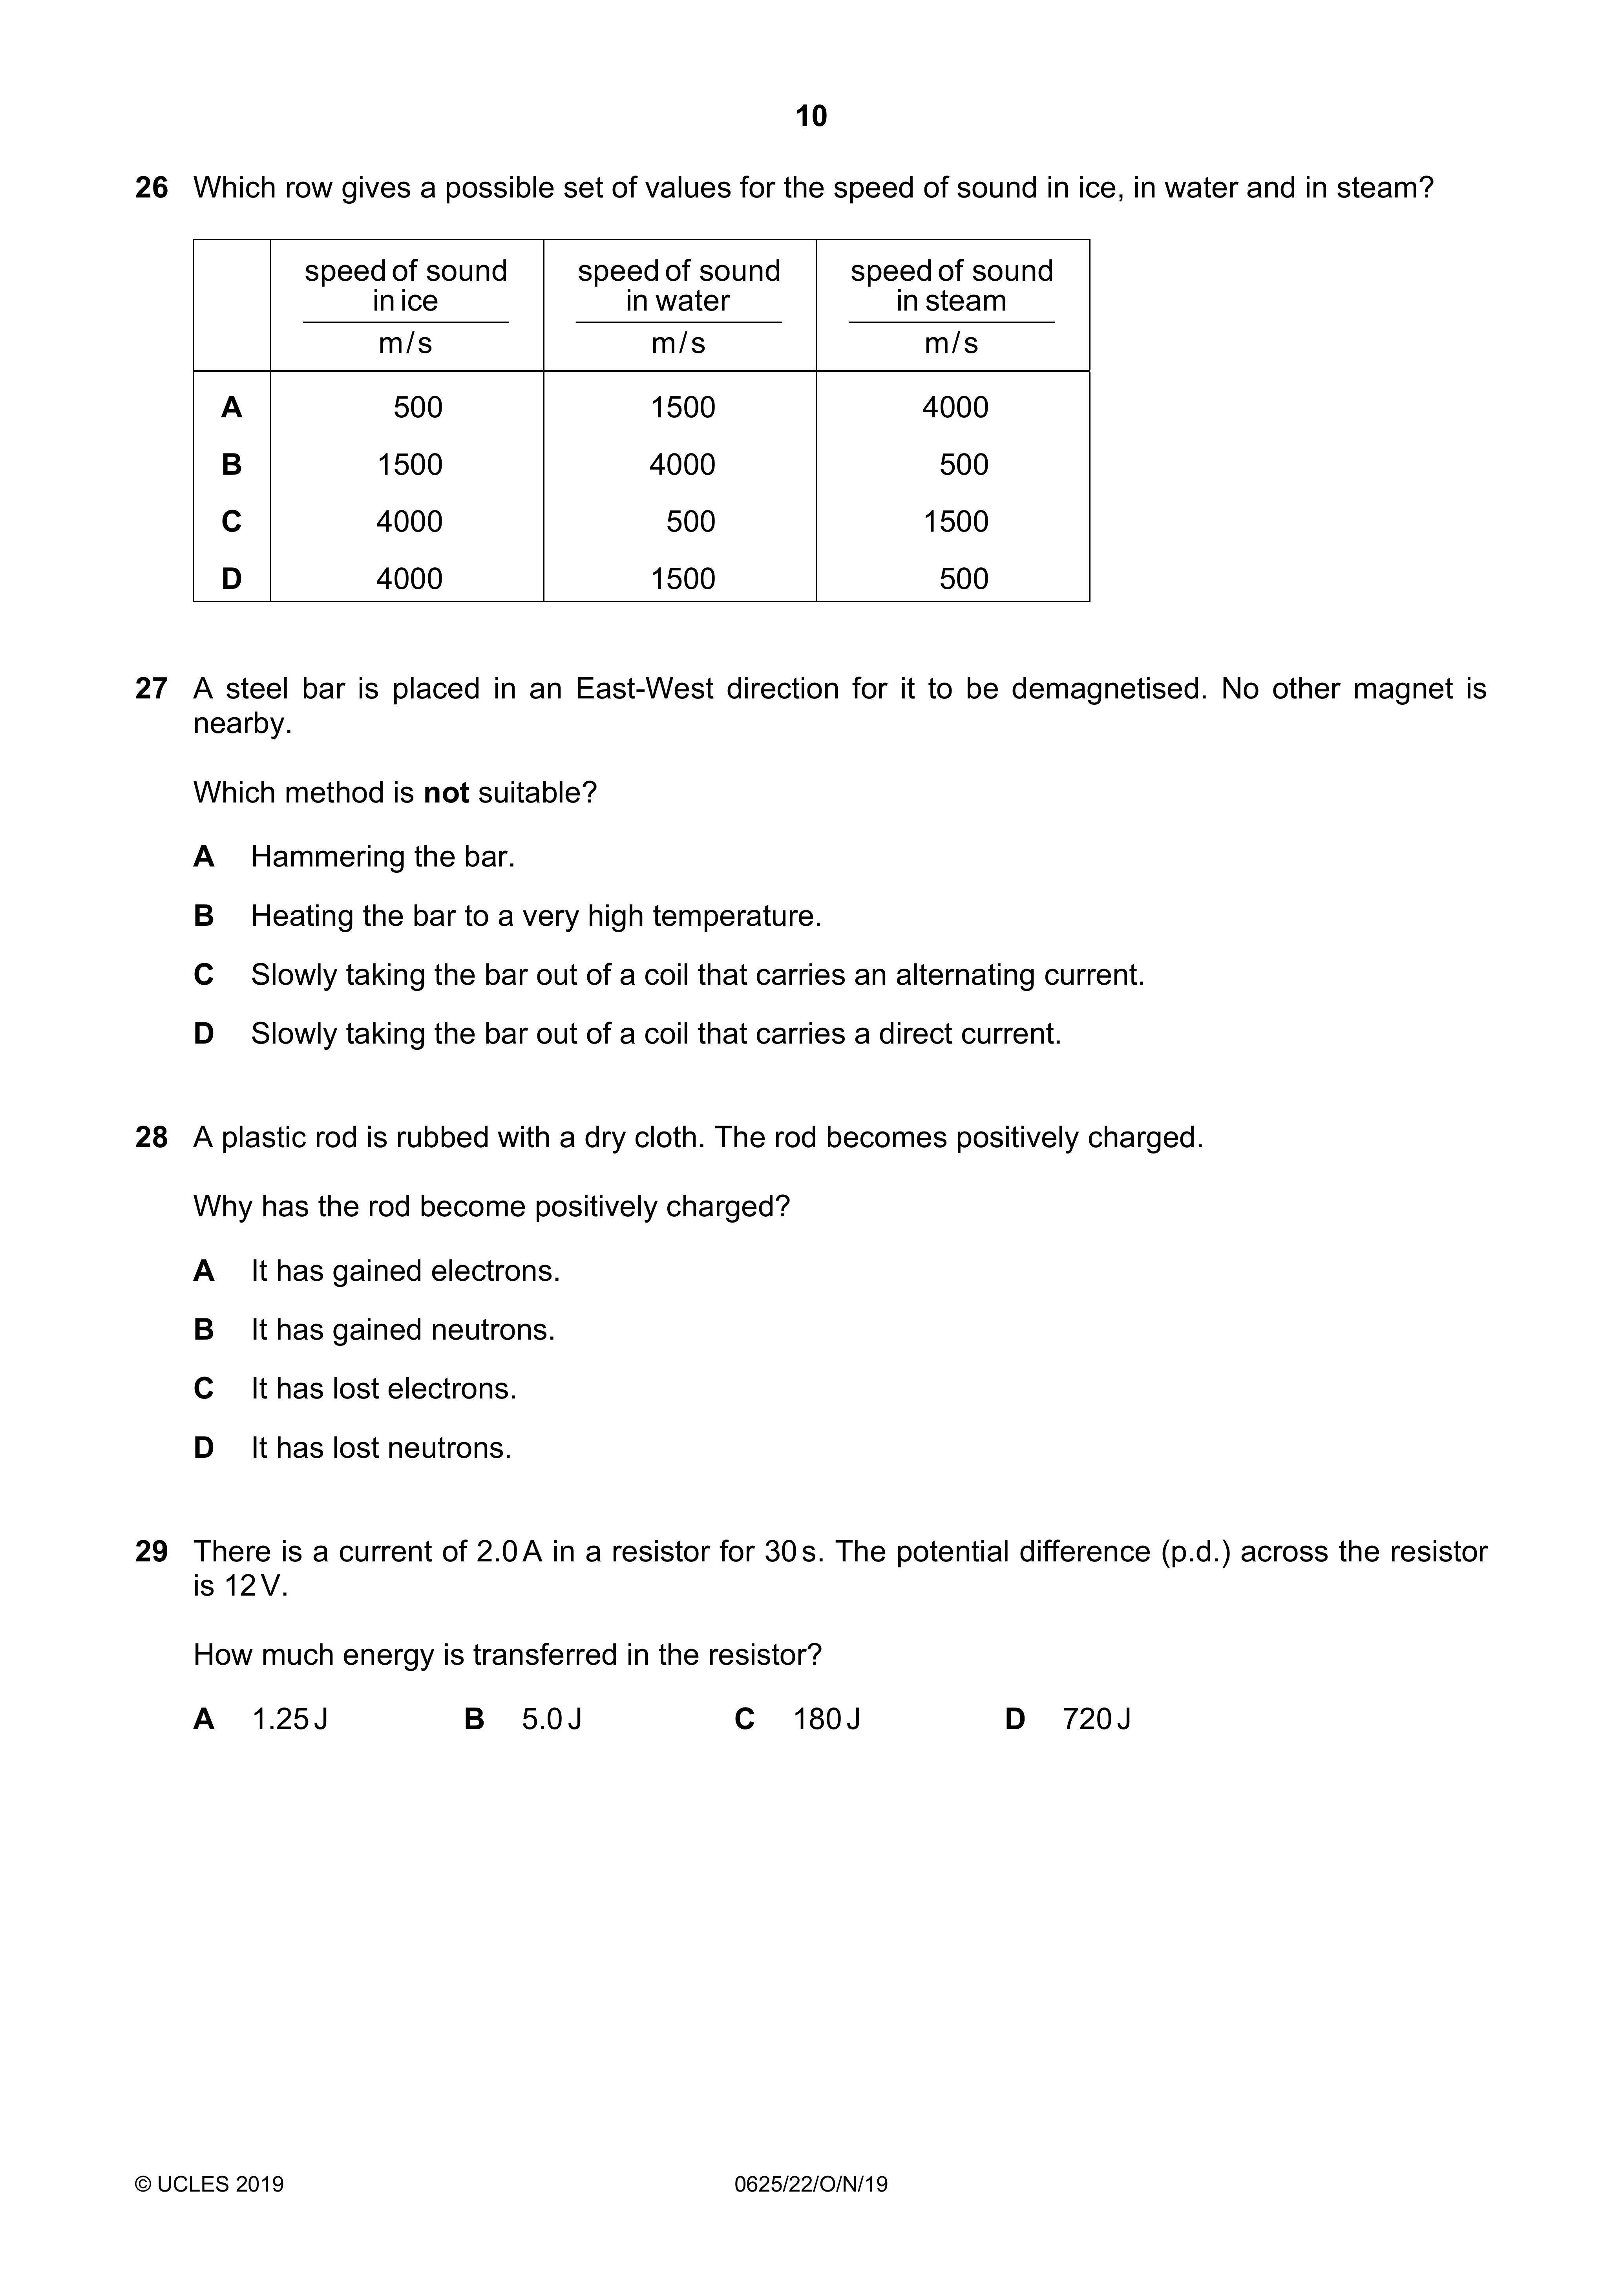 10
26 Which row gives a possible set of values for the speed of sound in ice, in water and in steam?
speed of sound in ice m/s speed of sound in water m/s speed of sound in steam m/s
A 500 1500 4000
B 1500 4000 500
C 4000 500 1500
D 4000 1500 500
27 A steel bar is placed in an East-West direction for it to be demagnetised. No other magnet is
nearby.
Which method is not suitable?
A Hammering the bar.
B Heating the bar to a very high temperature.
C Slowly taking the bar out of a coil that carries an alternating current.
D Slowly taking the bar out of a coil that carries a direct current.
28 A plastic rod is rubbed with a dry cloth. The rod becomes positively charged.
Why has the rod become positively charged?
A It has gained electrons.
B It has gained neutrons.
C It has lost electrons.
D It has lost neutrons.
29 There is a current of 2.0 A in a resistor for 30 s. The potential difference (p.d.) across the resistor
is 12 V.
How much energy is transferred in the resistor?
A 1.25 J B 5.0 J C 180 J D 720 J
© UCLES 2019 0625/22/O/N/19